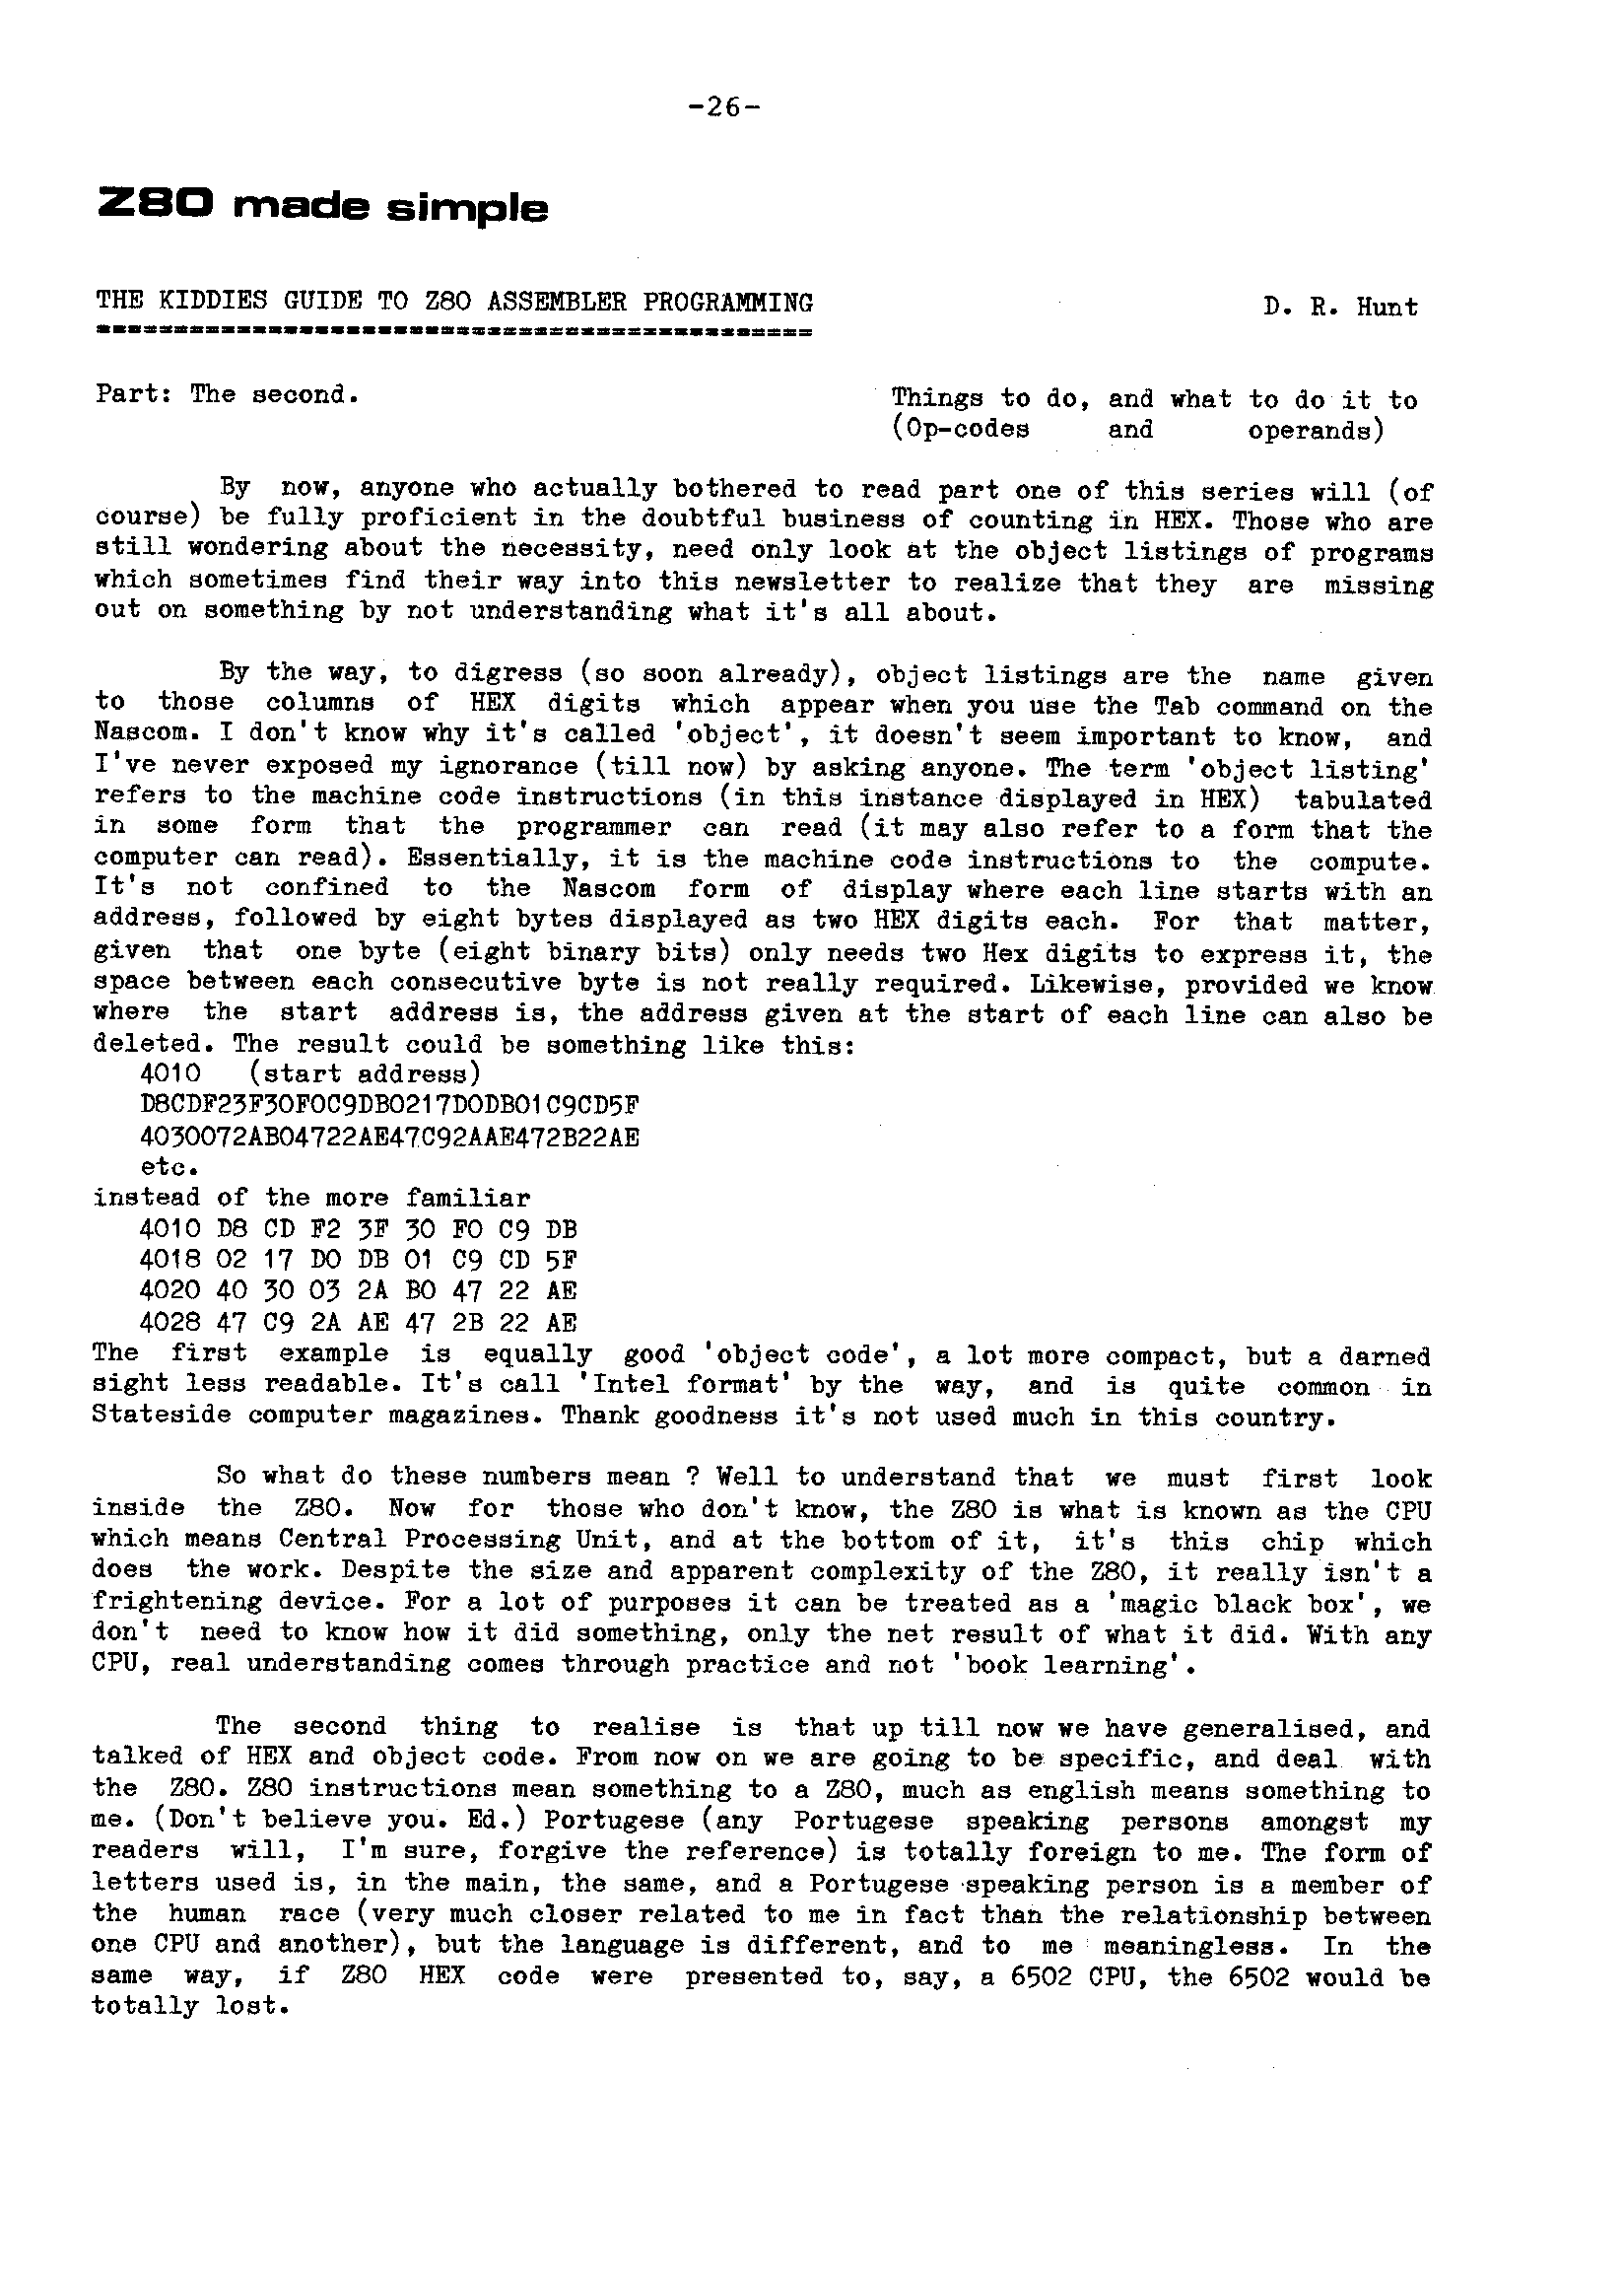 -26-
Z80 made simple
THE KIDDIES GUIDE TO Z80 ASSEMBLER PROGRAMMING D. R. Hunt
==============================================
Part: The second. Things to do, and what to do it to
(Op-codes and operands)
By now, anyone who actually bothered to read part one of this series will (of
course) be fully proficient in the doubtful business of counting in HEX. Those who are
still wondering about the necessity, need only look at the object listings of programs
which sometimes find their way into this newsletter to realize that they are missing
out on something by not understanding what it's all about.
By the way, to digress (so soon already), object listings are the name given
to those columns of HEX digits which appear when you use the Tab command on the
Nascom. I don't know why it's called 'object', it doesn't seem important to know, and
I've never exposed my ignorance (till now) by asking anyone. The term 'object listing'
refers to the machine code instructions (in this instance displayed in HEX) tabulated
in some form that the programmer can read (it may also refer to a form that the
computer can read). Essentially, it is the machine code instructions to the compute.
It's not confined to the Nascom form of display where each line starts with an
address, followed by eight bytes displayed as two HEX digits each. For that matter,
given that one byte (eight binary bits) only needs two Hex digits to express it, the
space between each consecutive byte is not really required. Likewise, provided we know
where the start address is, the address given at the start of each line can also be
deleted. The result could be something like this:
4010 (start address)
D8CDF23F30F0C9DB0217D0DB01C9CD5F
4030072AB04722AE47C92AAE472B22AE
etc.
instead of the more familiar
4010 D8 CD F2 3F 30 F0 C9 DB
4018 02 17 D0 DB 01 C9 CD 5F
4020 40 30 03 2A B0 47 22 AE
4028 47 C9 2A AE 47 2B 22 AE
The first example is equally good 'object code', a lot more compact, but a darned
sight less readable. It's call 'Intel format' by the way, and is quite common in
Stateside computer magazines. Thank goodness it's not used much in this country.
So what do these numbers mean ? Well to understand that we must first look
inside the Z80. Now for those who don't know, the Z80 is what is known as the CPU
which means Central Processing Unit, and at the bottom of it, it's this chip which
does the work. Despite the size and apparent complexity of the Z80, it really isn't a
frightening device. For a lot of purposes it can be treated as a 'magic black box', we
don't need to know how it did something, only the net result of what it did. With any
CPU, real understanding comes through practice and not 'book learning'.
The second thing to realise is that up till now we have generalised, and
talked of HEX and object code. From now on we are going to be specific, and deal with
the Z80. Z80 instructions mean something to a Z80, much as english means something to
me. (Don't believe you. Ed.) Portugese (any Portugese speaking persons amongst my
readers will, I'm sure, forgive the reference) is totally foreign to me. The form of
letters used is, in the main, the same, and a Portugese speaking person is a member of
the human race (very much closer related to me in fact than the relationship between
one CPU and another), but the language is different, and to me meaningless. In the
same way, if Z80 HEX code were presented to, say, a 6502 CPU, the 6502 would be
totally lost.